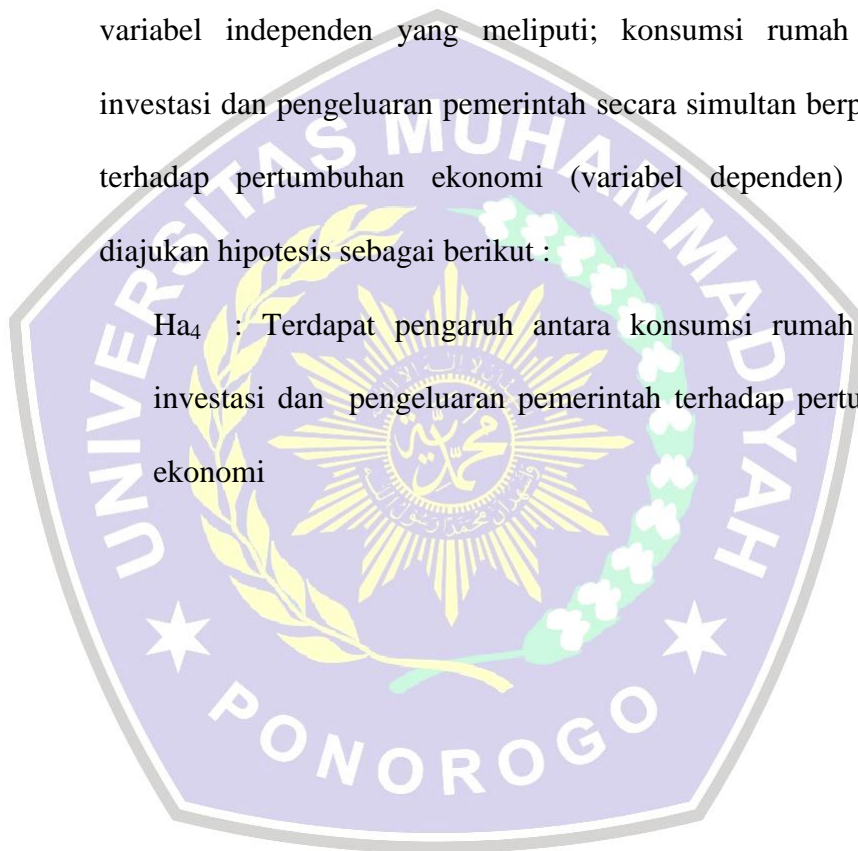 variabel independen yang meliputi; konsumsi rumah
investasi dan pengeluaran pemerintah secara simultan berp
terhadap pertumbuhan ekonomi (variabel dependen)
diajukan hipotesis sebagai berikut :
Ha₄ : Terdapat pengaruh antara konsumsi rumah
investasi dan pengeluaran pemerintah terhadap pertu
ekonomi
UNIVERSITAS MUHAMMADIYAH
PONOROGO
محمدية